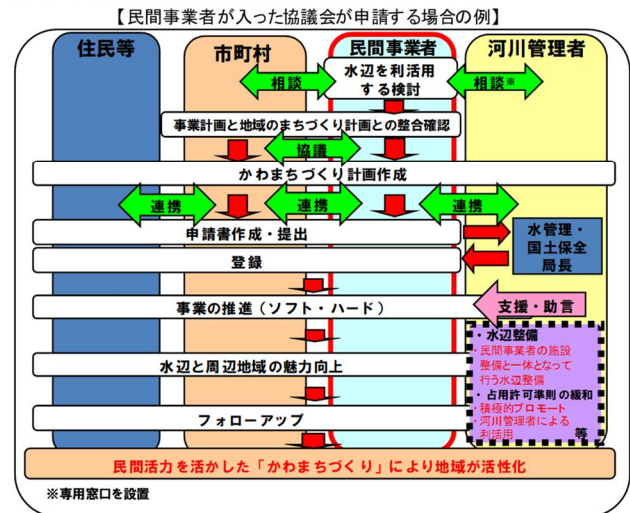 【民間事業者が入った協議会が申請する場合の例】
住民等
市町村
民間事業者
河川管理者
相談
水辺を利活用
する検討
相談※
事業計画と地域のまちづくり計画との整合確認
協議
かわまちづくり計画作成
連携
連携
連携
申請書作成・提出
水管理・
国土保全
局長
登録
事業の推進（ソフト・ハード）
支援・助言
・水辺整備
・民間事業者の施設
整備と一体となって
行う水辺整備
・占用許可準則の緩和
・積極的プロモート
・河川管理者による
利活用
等
水辺と周辺地域の魅力向上
フォローアップ
民間活力を活かした「かわまちづくり」により地域が活性化
※専用窓口を設置